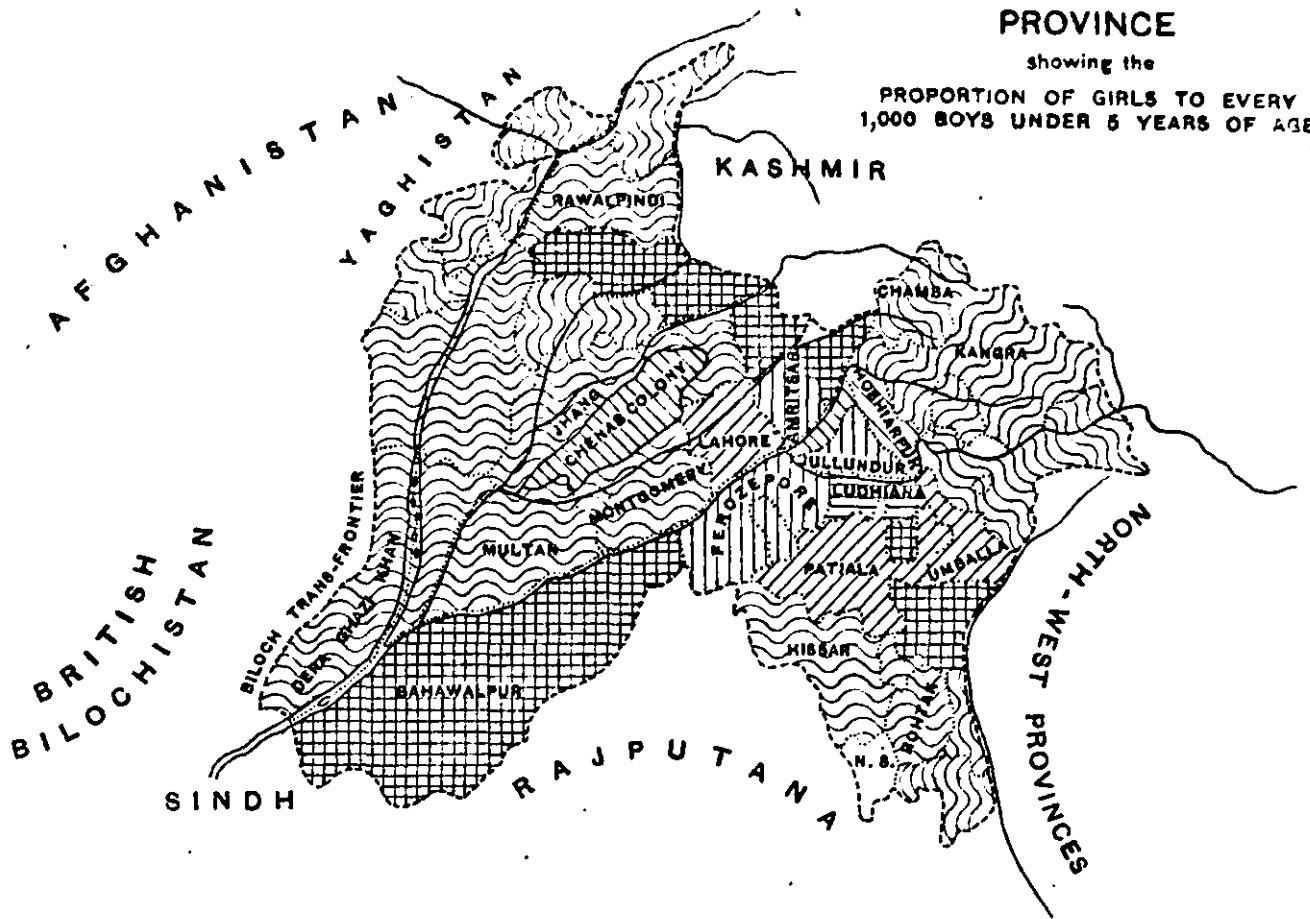 PROVINCE
showing the
PROPORTION OF GIRLS TO EVERY
1,000 BOYS UNDER 5 YEARS OF AGE
AFGHANISTAN
YAGHISTAN
KASHMIR
RAWALPINDI
CHAMBA
KANGRA
JHANG
CHENAB COLONY
AMRITSAR
HOSHIARPUR
LAHORE
JULLUNDUR
LUDHIANA
MONTGOMERY
FEROZEPORE
MULTAN
PATIALA
UMBALLA
BILOCH TRANS-FRONTIER
DERA GHAZI KHAN
HISSAR
BAHAWALPUR
ROHTAK
N. S.
BRITISH
BILOCHISTAN
SINDH
RAJPUTANA
NORTH-WEST PROVINCES